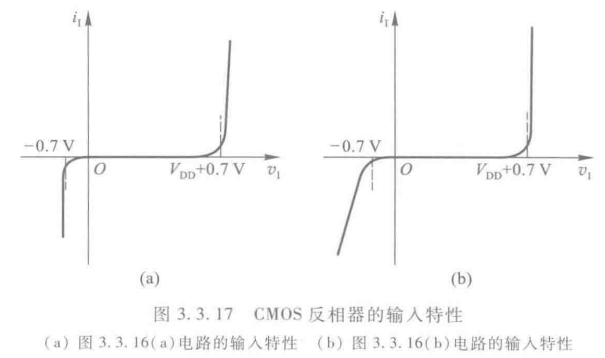 i_I
i_I
-0.7 V
O
V_DD+0.7 V
v_I
-0.7 V
O
V_DD+0.7 V
v_I
(a)
(b)
图 3.3.17 CMOS 反相器的输入特性
(a) 图 3.3.16(a)电路的输入特性 (b) 图 3.3.16(b)电路的输入特性